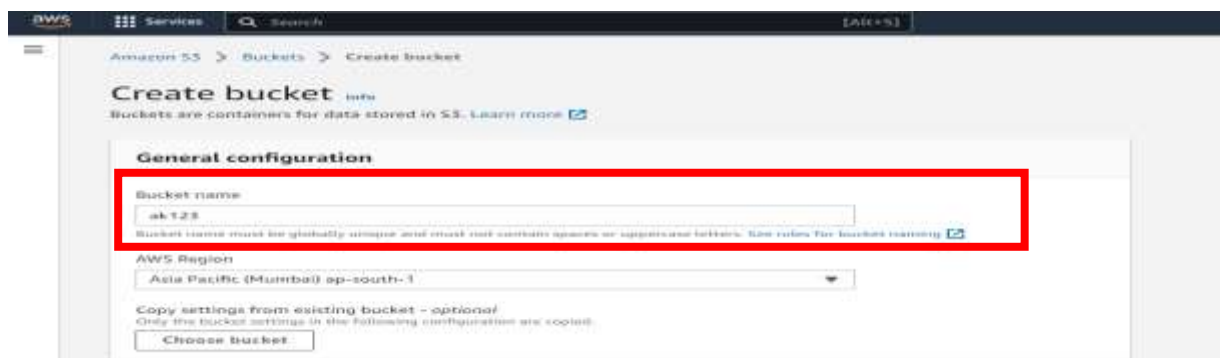 aws Services Search [Alt+S]
Amazon S3 > Buckets > Create bucket
Create bucket Info
Buckets are containers for data stored in S3. Learn more
General configuration
Bucket name
ak123
Bucket name must be globally unique and must not contain spaces or uppercase letters. See rules for bucket naming
AWS Region
Asia Pacific (Mumbai) ap-south-1
Copy settings from existing bucket - optional
Only the bucket settings in the following configuration are copied.
Choose bucket